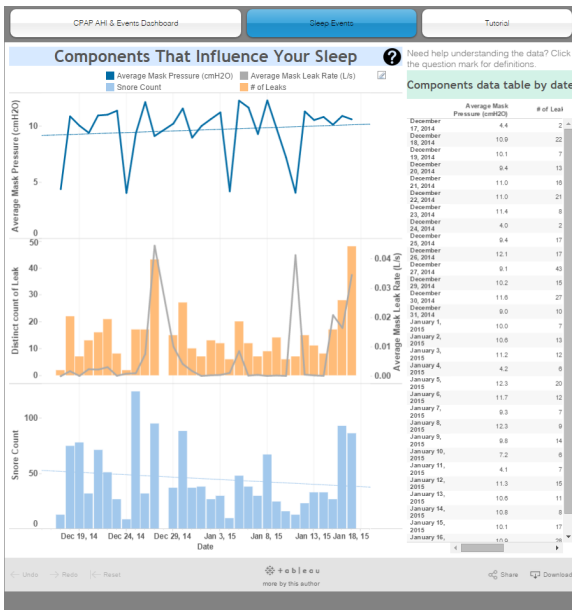 CPAP AHI & Events Dashboard
Sleep Events
Tutorial
Components That Influence Your Sleep
?
Need help understanding the data? Click
the question mark for definitions.
Average Mask Pressure (cmH2O)
Average Mask Leak Rate (L/s)
Snore Count
# of Leaks
Components data table by date
Average Mask Pressure (cmH2O)
10
5
0
Distinct count of Leak
50
40
30
20
10
0
0.04
0.03
0.02
0.01
0.00
Average Mask Leak Rate (L/s)
Snore Count
100
50
0
Dec 19, 14 Dec 24, 14 Dec 29, 14 Jan 3, 15 Jan 8, 15 Jan 13, 15 Jan 18, 15
Date
Average Mask
Pressure (cmH2O) # of Leal
December
17, 2014 4.4 2
December
18, 2014 10.9 22
December
19, 2014 10.1 7
December
20, 2014 9.4 13
December
21, 2014 11.0 16
December
22, 2014 11.0 21
December
23, 2014 11.4 8
December
24, 2014 4.0 2
December
25, 2014 9.4 17
December
26, 2014 12.1 17
December
27, 2014 9.1 43
December
29, 2014 10.2 15
December
30, 2014 11.6 27
December
31, 2014 9.0 10
January 1,
2015 10.0 7
January 2,
2015 10.6 13
January 3,
2015 11.2 12
January 4,
2015 4.2 6
January 5,
2015 12.3 20
January 6,
2015 11.7 12
January 7,
2015 9.3 7
January 8,
2015 12.3 9
January 9,
2015 9.8 14
January 10,
2015 7.2 6
January 11,
2015 4.1 7
January 12,
2015 11.3 15
January 13,
2015 10.6 11
January 14,
2015 10.8 8
January 15,
2015 10.1 17
January 16, 10.9 28
Undo Redo Reset
+ableau
more by this author
Share Download